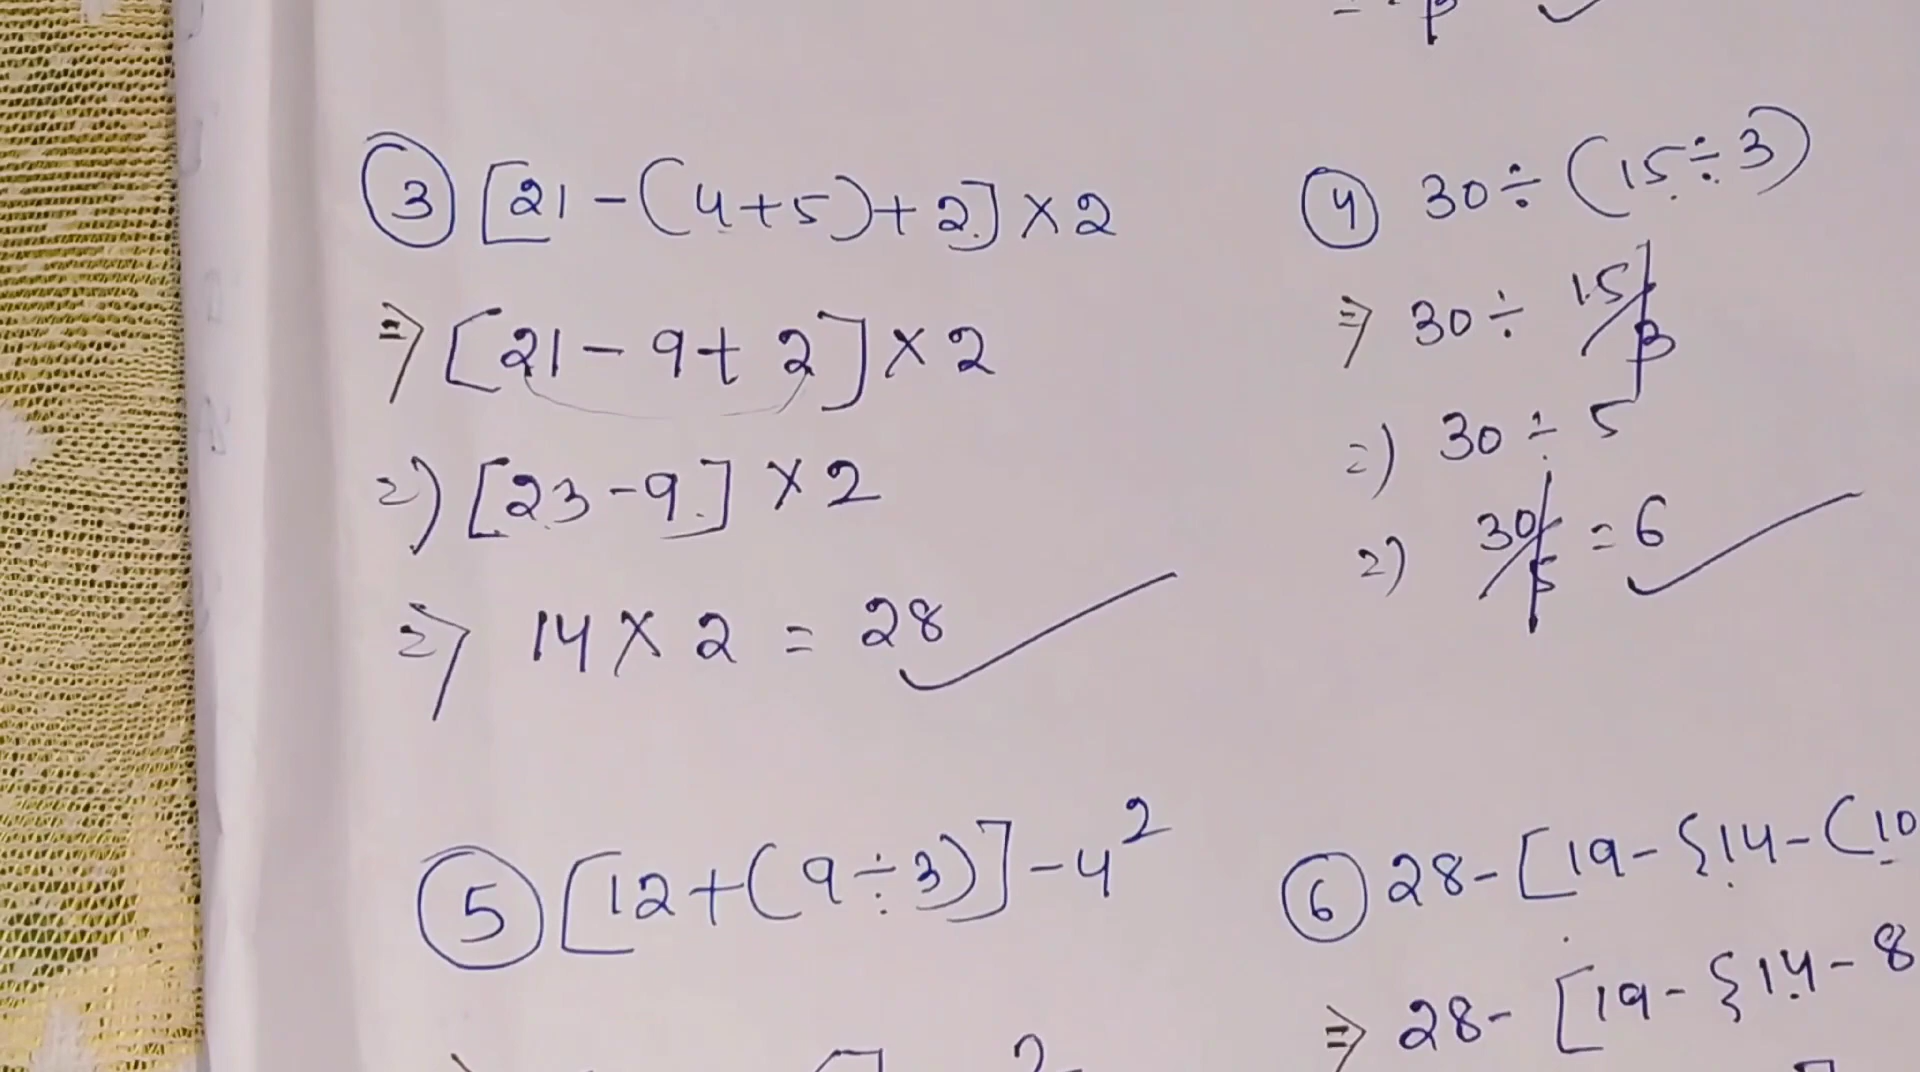 ③ [21-(4+5)+2]×2
⇒ [21-9+2]×2
⇒ [23-9]×2
⇒ 14×2 = 28
④ 30÷(15÷3)
⇒ 30÷ 15/3
⇒ 30÷5
⇒ 30/5 = 6
⑤ [12+(9÷3)]-4²
⑥ 28-[19-{14-(10
⇒ 28-[19-{14-8